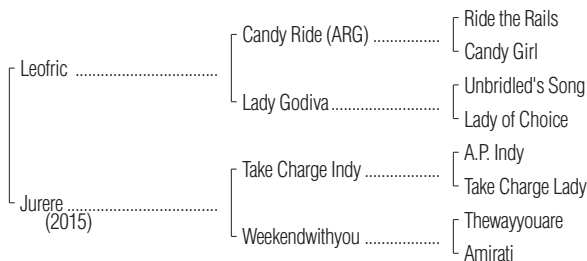 Ride the Rails
Candy Ride (ARG) ..................
Candy Girl
Leofric ...............................
Unbridled's Song
Lady Godiva...........................
Lady of Choice
A.P. Indy
Take Charge Indy ..................
Take Charge Lady
Jurere ................................
(2015)
Thewayyouare
Weekendwithyou ...................
Amirati